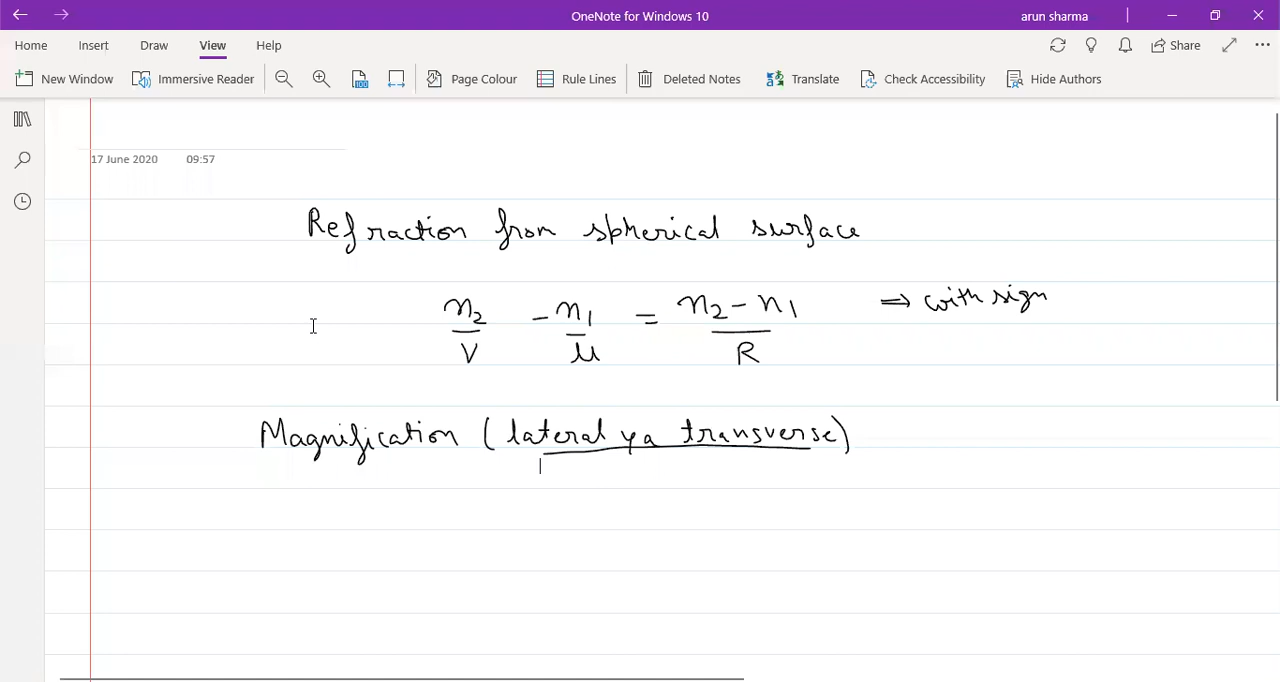 OneNote for Windows 10
arun sharma
Home Insert Draw View Help
Share
New Window Immersive Reader Page Colour Rule Lines Deleted Notes Translate Check Accessibility Hide Authors
17 June 2020 09:57
Refraction from spherical surface
n₂/v - n₁/u = n₂ - n₁/R ⇒ with sign
Magnification (lateral ya transverse)